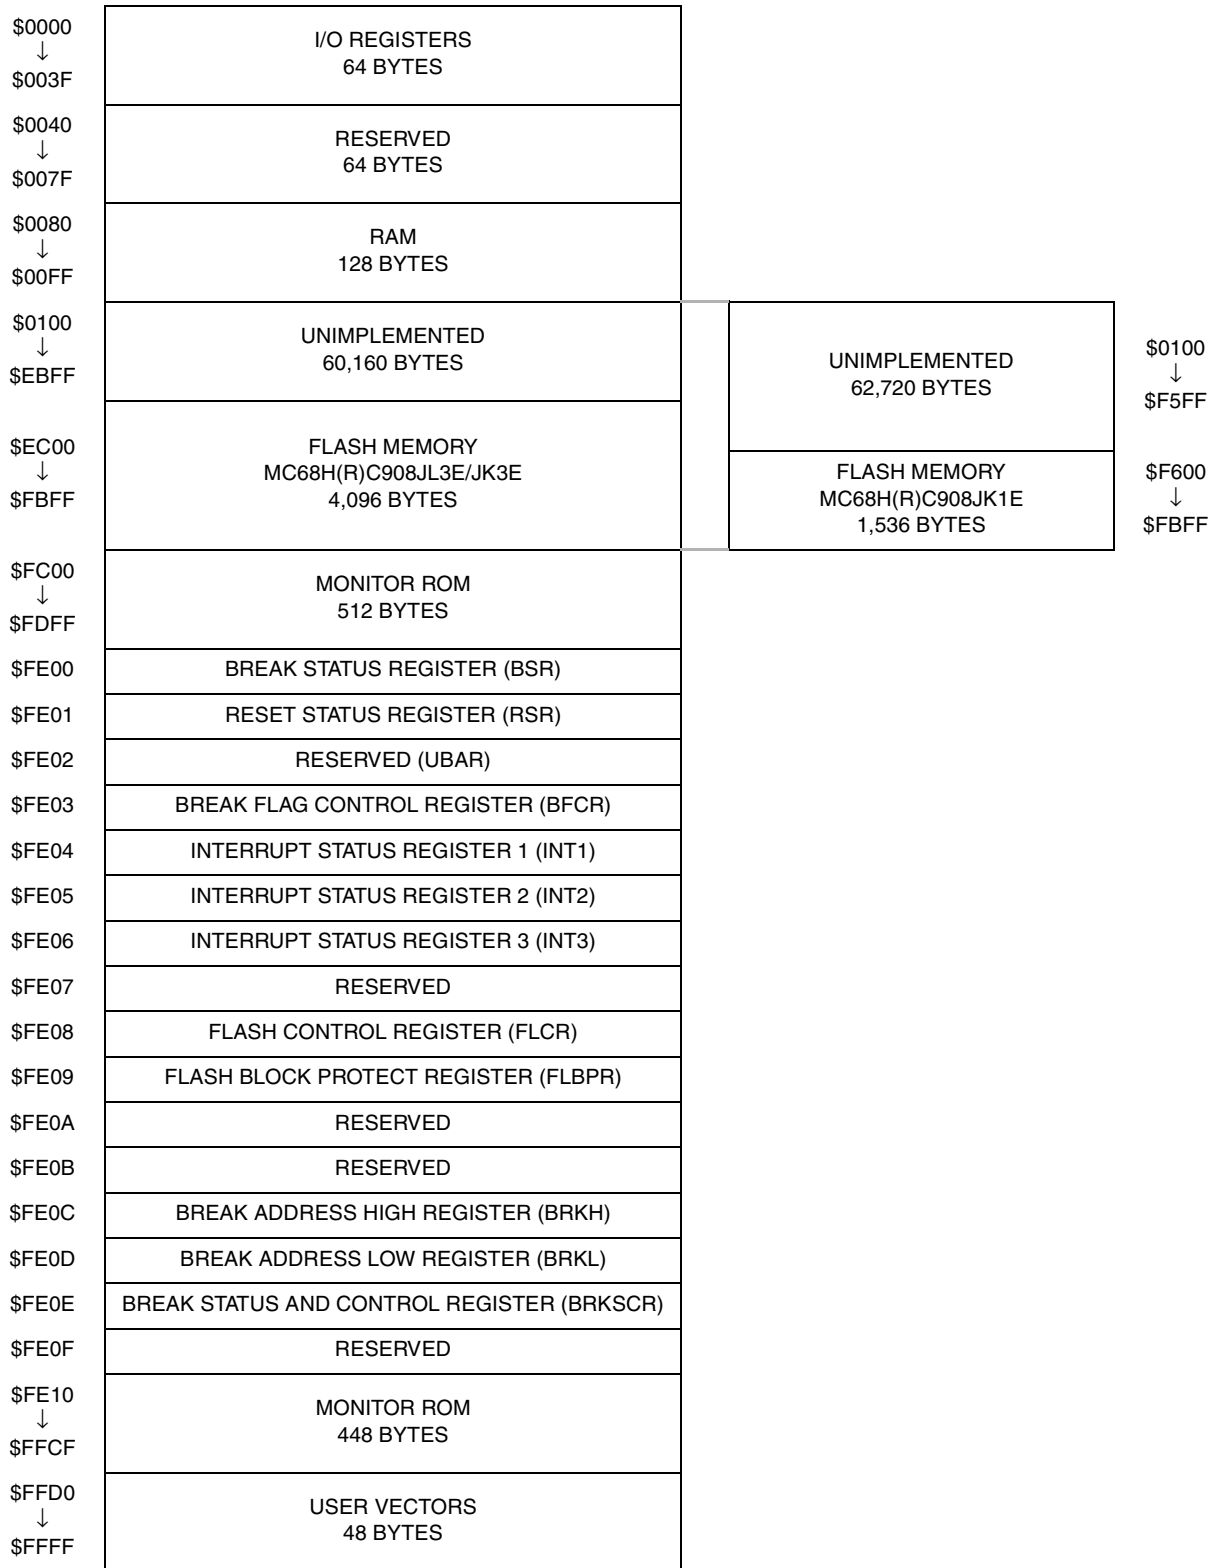 $0000
↓
$003F
I/O REGISTERS
64 BYTES
$0040
↓
$007F
RESERVED
64 BYTES
$0080
↓
$00FF
RAM
128 BYTES
$0100
↓
$EBFF
UNIMPLEMENTED
60,160 BYTES
UNIMPLEMENTED
62,720 BYTES
$0100
↓
$F5FF
$EC00
↓
$FBFF
FLASH MEMORY
MC68H(R)C908JL3E/JK3E
4,096 BYTES
FLASH MEMORY
MC68H(R)C908JK1E
1,536 BYTES
$F600
↓
$FBFF
$FC00
↓
$FDFF
MONITOR ROM
512 BYTES
$FE00 BREAK STATUS REGISTER (BSR)
$FE01 RESET STATUS REGISTER (RSR)
$FE02 RESERVED (UBAR)
$FE03 BREAK FLAG CONTROL REGISTER (BFCR)
$FE04 INTERRUPT STATUS REGISTER 1 (INT1)
$FE05 INTERRUPT STATUS REGISTER 2 (INT2)
$FE06 INTERRUPT STATUS REGISTER 3 (INT3)
$FE07 RESERVED
$FE08 FLASH CONTROL REGISTER (FLCR)
$FE09 FLASH BLOCK PROTECT REGISTER (FLBPR)
$FE0A RESERVED
$FE0B RESERVED
$FE0C BREAK ADDRESS HIGH REGISTER (BRKH)
$FE0D BREAK ADDRESS LOW REGISTER (BRKL)
$FE0E BREAK STATUS AND CONTROL REGISTER (BRKSCR)
$FE0F RESERVED
$FE10
↓
$FFCF
MONITOR ROM
448 BYTES
$FFD0
↓
$FFFF
USER VECTORS
48 BYTES